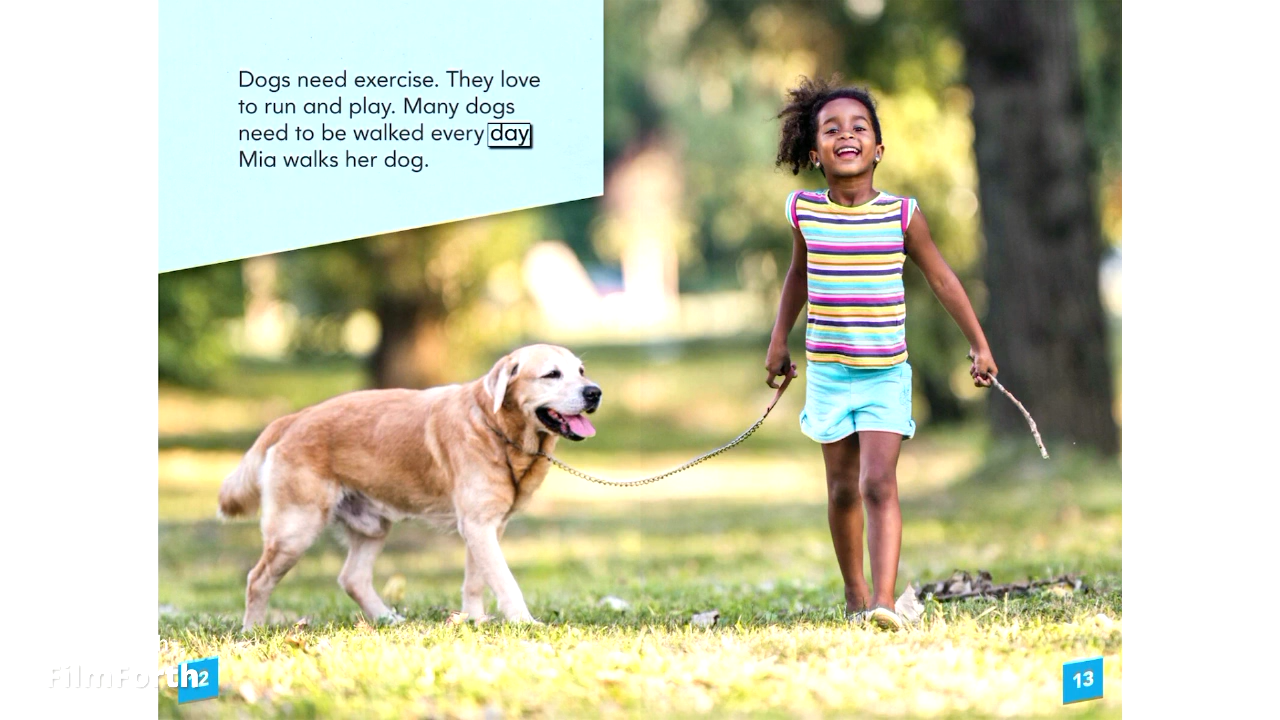 Dogs need exercise. They love
to run and play. Many dogs
need to be walked every day
Mia walks her dog.
FilmForth
12
13